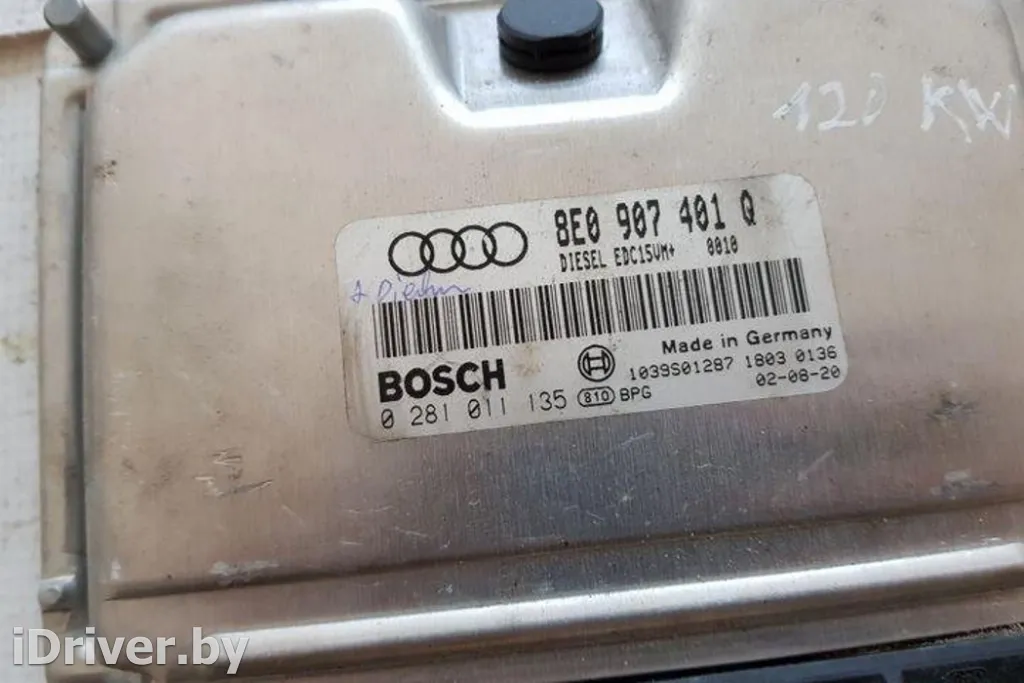 120 KW
8E0 907 401 Q
DIESEL EDC15VM+ 0010
BOSCH
Made in Germany
1039S01287 1803 0136
0 281 011 135 810 BPG
02-08-20
iDriver.by